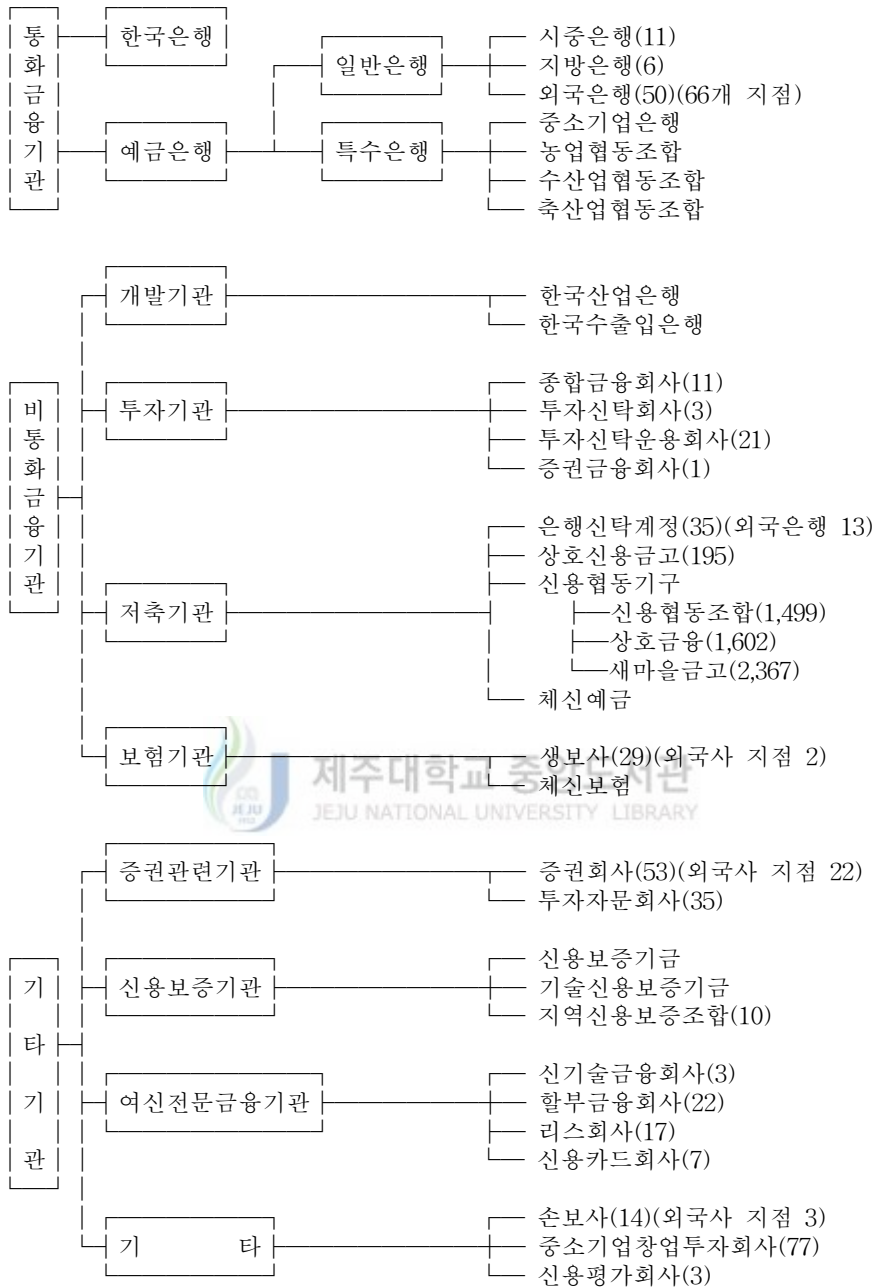 통화금융기관
한국은행
예금은행
일반은행
시중은행(11)
지방은행(6)
외국은행(50)(66개 지점)
특수은행
중소기업은행
농업협동조합
수산업협동조합
축산업협동조합
비통화금융기관
개발기관
한국산업은행
한국수출입은행
투자기관
종합금융회사(11)
투자신탁회사(3)
투자신탁운용회사(21)
증권금융회사(1)
저축기관
은행신탁계정(35)(외국은행 13)
상호신용금고(195)
신용협동기구
신용협동조합(1,499)
상호금융(1,602)
새마을금고(2,367)
체신예금
보험기관
생보사(29)(외국사 지점 2)
체신보험
제주대학교 중앙도서관
JEJU NATIONAL UNIVERSITY LIBRARY
JEJU
1952
기타기관
증권관련기관
증권회사(53)(외국사 지점 22)
투자자문회사(35)
신용보증기관
신용보증기금
기술신용보증기금
지역신용보증조합(10)
여신전문금융기관
신기술금융회사(3)
할부금융회사(22)
리스회사(17)
신용카드회사(7)
기 타
손보사(14)(외국사 지점 3)
중소기업창업투자회사(77)
신용평가회사(3)